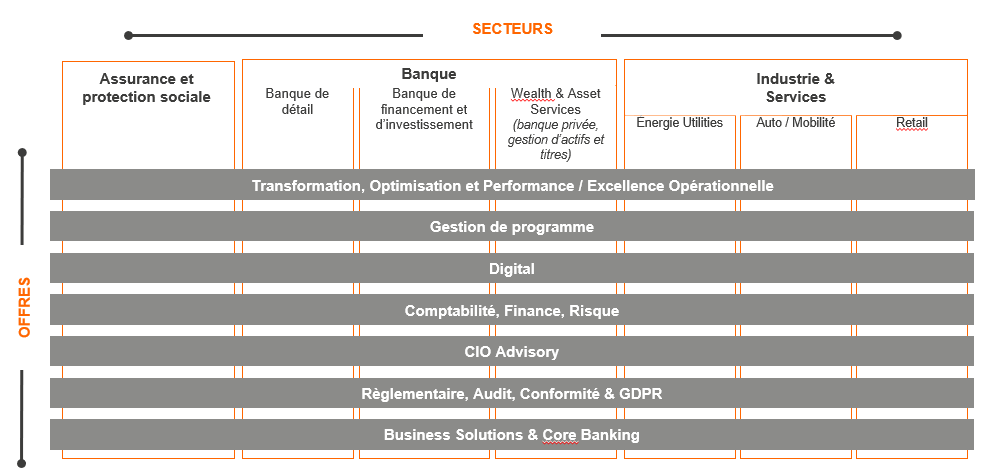 SECTEURS
Assurance et
protection sociale
Banque
Banque de
détail
Banque de
financement et
d'investissement
Wealth & Asset
Services
(banque privée,
gestion d'actifs et
titres)
Industrie &
Services
Energie Utilities
Auto / Mobilité
Retail
OFFRES
Transformation, Optimisation et Performance / Excellence Opérationnelle
Gestion de programme
Digital
Comptabilité, Finance, Risque
CIO Advisory
Règlementaire, Audit, Conformité & GDPR
Business Solutions & Core Banking